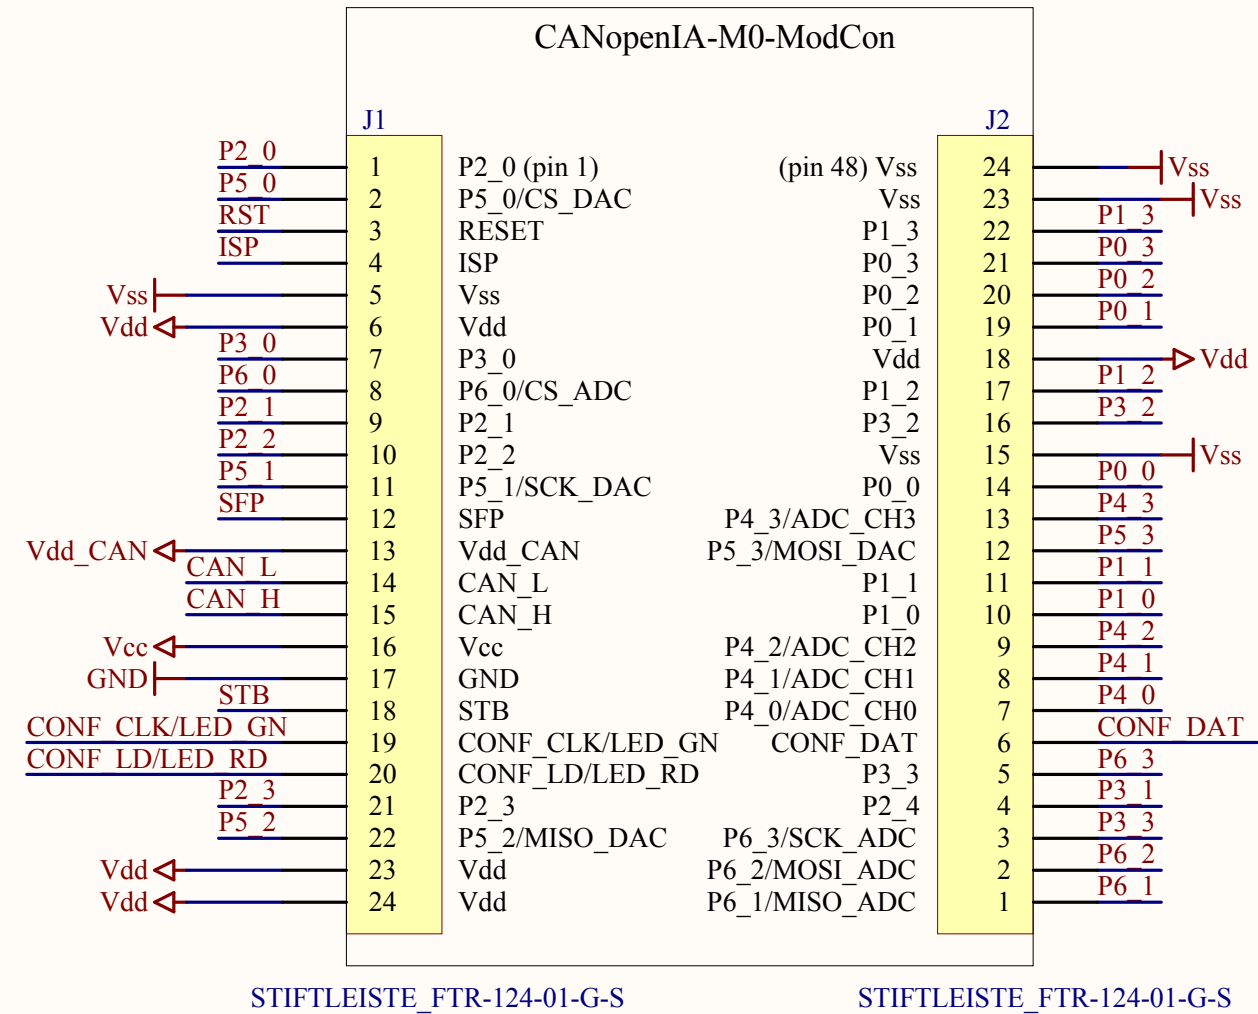 CANopenIA-M0-ModCon
J1 J2
P2_0 1 P2_0 (pin 1) (pin 48) Vss 24 Vss
P5_0 2 P5_0/CS_DAC Vss 23 Vss
RST 3 RESET P1_3 22 P1_3
ISP 4 ISP P0_3 21 P0_3
Vss 5 Vss P0_2 20 P0_2
Vdd 6 Vdd P0_1 19 P0_1
P3_0 7 P3_0 Vdd 18 Vdd
P6_0 8 P6_0/CS_ADC P1_2 17 P1_2
P2_1 9 P2_1 P3_2 16 P3_2
P2_2 10 P2_2 Vss 15 Vss
P5_1 11 P5_1/SCK_DAC P0_0 14 P0_0
SFP 12 SFP P4_3/ADC_CH3 13 P4_3
Vdd_CAN 13 Vdd_CAN P5_3/MOSI_DAC 12 P5_3
CAN_L 14 CAN_L P1_1 11 P1_1
CAN_H 15 CAN_H P1_0 10 P1_0
Vcc 16 Vcc P4_2/ADC_CH2 9 P4_2
GND 17 GND P4_1/ADC_CH1 8 P4_1
STB 18 STB P4_0/ADC_CH0 7 P4_0
CONF_CLK/LED_GN 19 CONF_CLK/LED_GN CONF_DAT 6 CONF_DAT
CONF_LD/LED_RD 20 CONF_LD/LED_RD P3_3 5 P6_3
P2_3 21 P2_3 P2_4 4 P3_1
P5_2 22 P5_2/MISO_DAC P6_3/SCK_ADC 3 P3_3
Vdd 23 Vdd P6_2/MOSI_ADC 2 P6_2
Vdd 24 Vdd P6_1/MISO_ADC 1 P6_1
STIFTLEISTE_FTR-124-01-G-S STIFTLEISTE_FTR-124-01-G-S